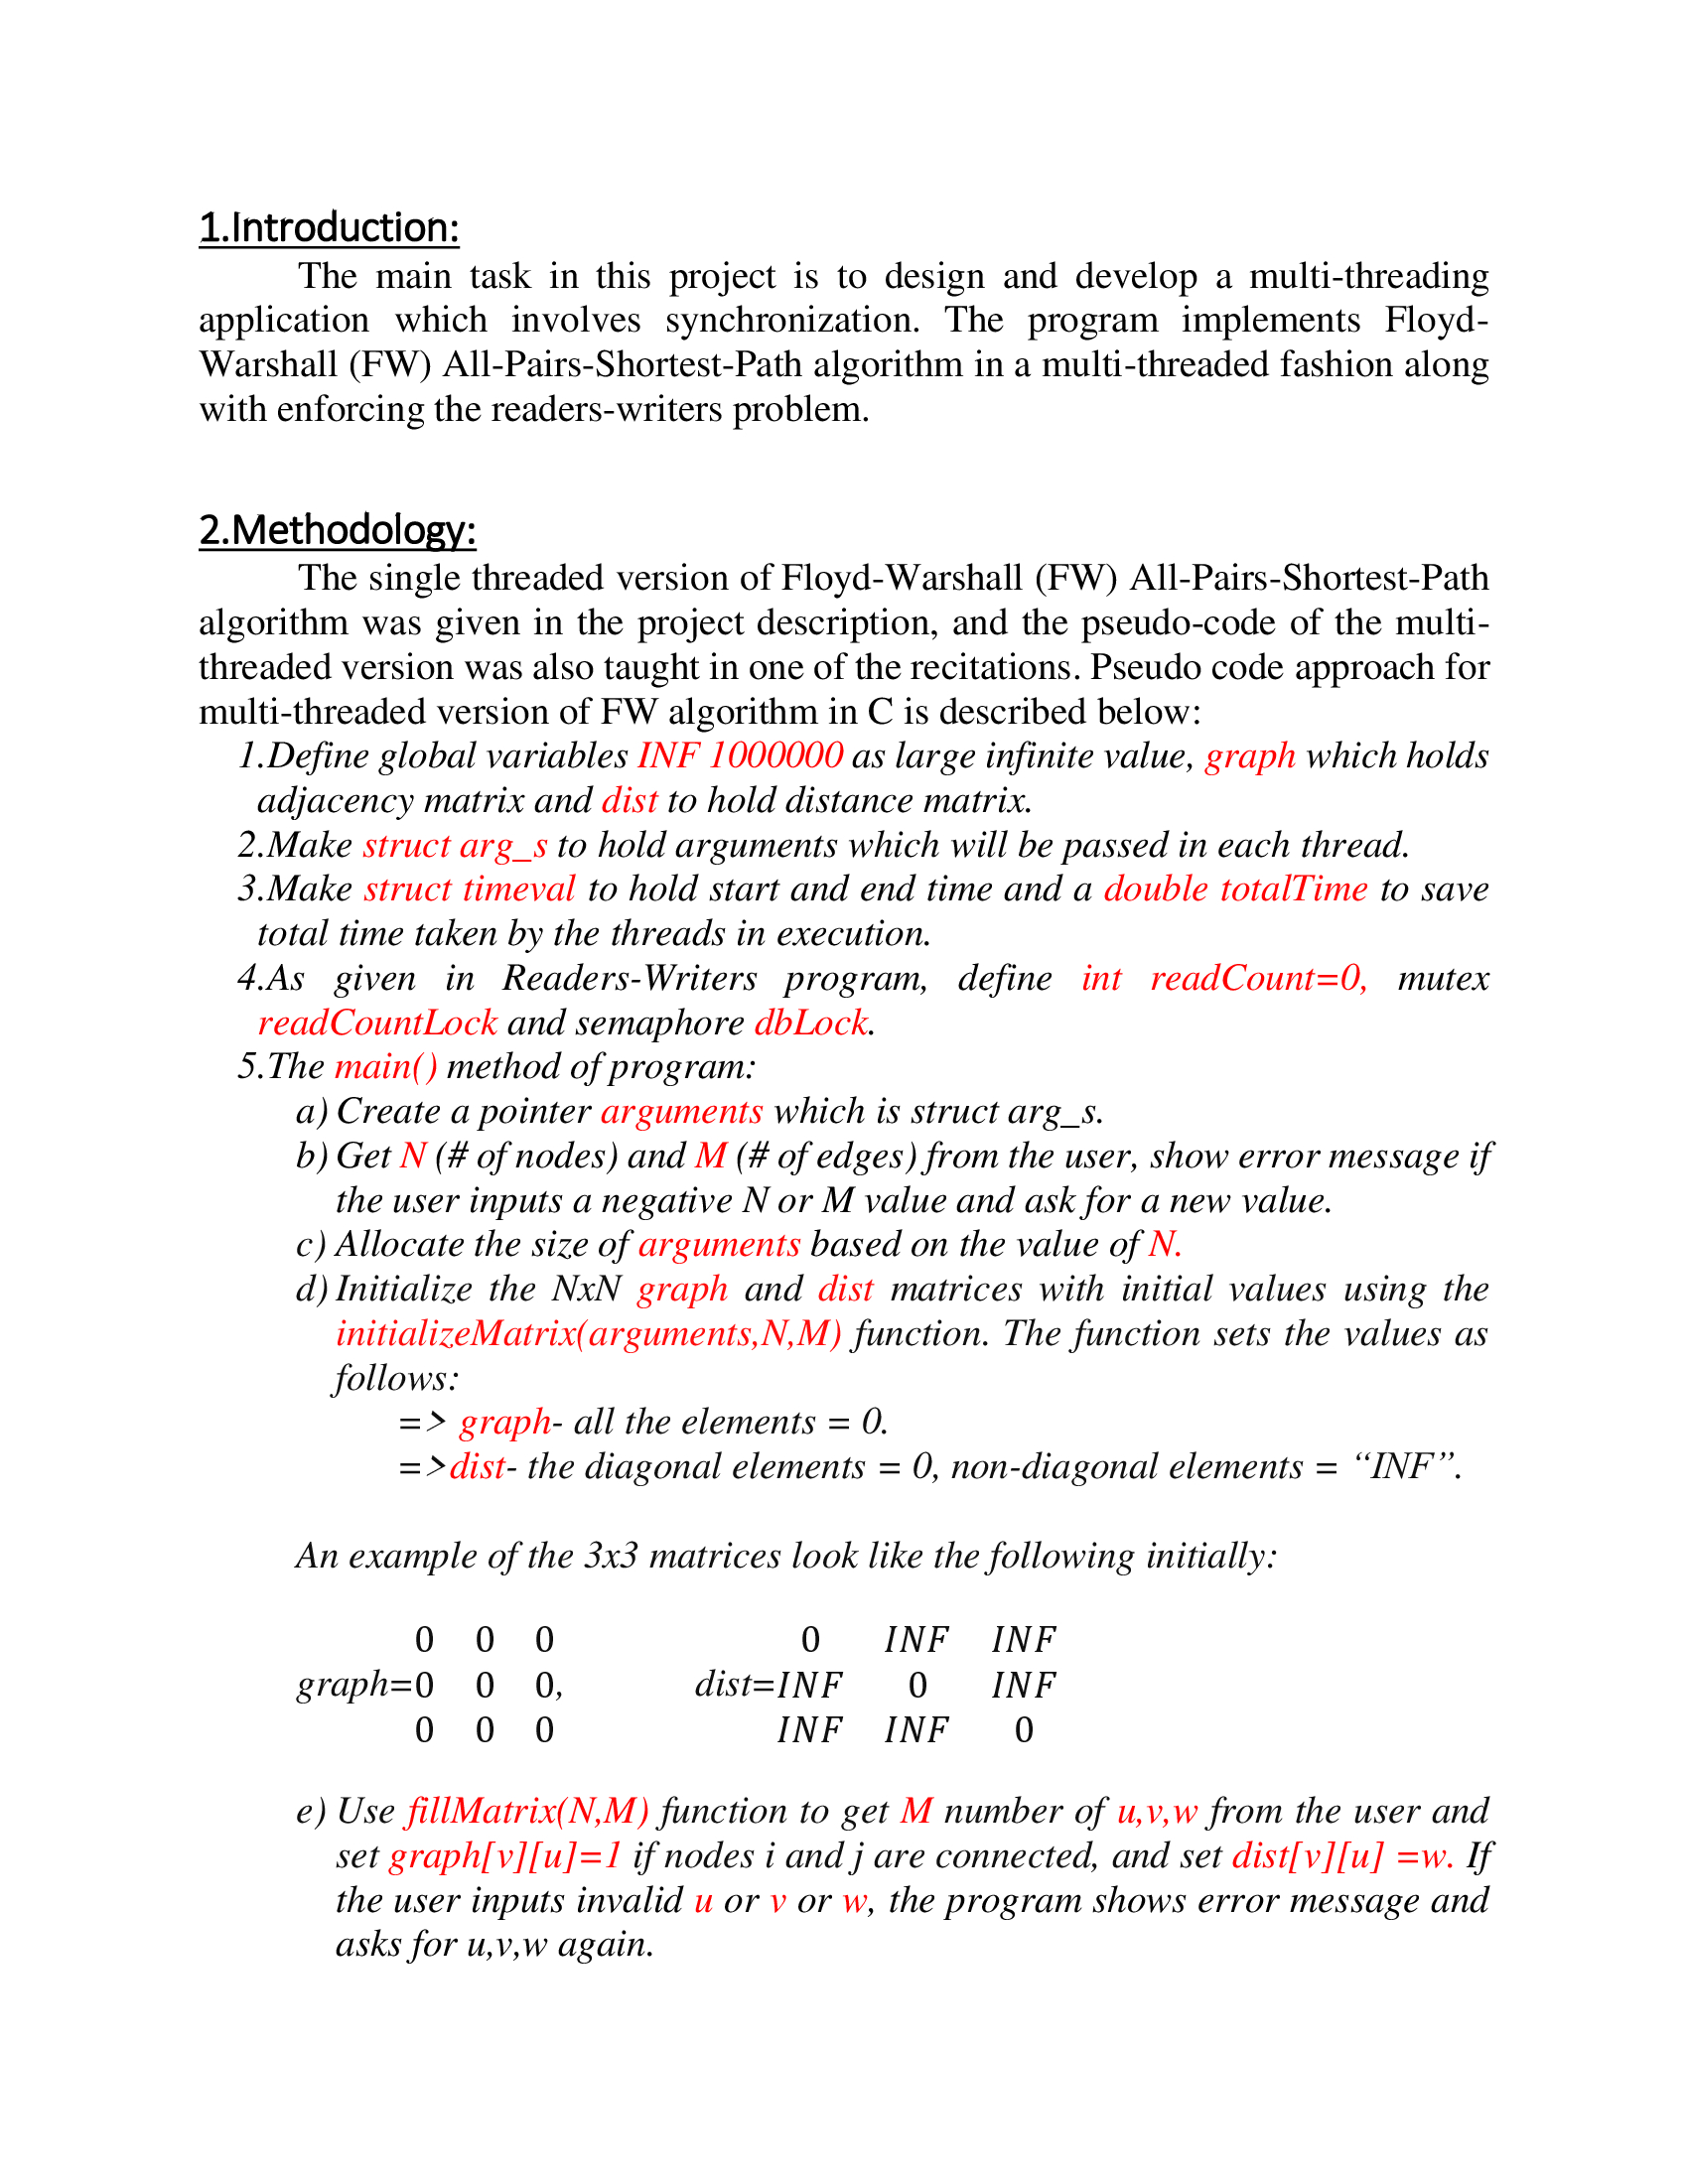 1.Introduction:
The main task in this project is to design and develop a multi-threading
application which involves synchronization. The program implements Floyd-
Warshall (FW) All-Pairs-Shortest-Path algorithm in a multi-threaded fashion along
with enforcing the readers-writers problem.
2.Methodology:
The single threaded version of Floyd-Warshall (FW) All-Pairs-Shortest-Path
algorithm was given in the project description, and the pseudo-code of the multi-
threaded version was also taught in one of the recitations. Pseudo code approach for
multi-threaded version of FW algorithm in C is described below:
1.Define global variables INF 1000000 as large infinite value, graph which holds
adjacency matrix and dist to hold distance matrix.
2.Make struct arg_s to hold arguments which will be passed in each thread.
3.Make struct timeval to hold start and end time and a double totalTime to save
total time taken by the threads in execution.
4.As given in Readers-Writers program, define int readCount=0, mutex
readCountLock and semaphore dbLock.
5.The main() method of program:
a) Create a pointer arguments which is struct arg_s.
b) Get N (# of nodes) and M (# of edges) from the user, show error message if
the user inputs a negative N or M value and ask for a new value.
c) Allocate the size of arguments based on the value of N.
d) Initialize the NxN graph and dist matrices with initial values using the
initializeMatrix(arguments,N,M) function. The function sets the values as
follows:
=> graph- all the elements = 0.
=>dist- the diagonal elements = 0, non-diagonal elements = “INF”.
An example of the 3x3 matrices look like the following initially:
0 0 0 0 INF INF
graph=0 0 0, dist=INF 0 INF
0 0 0 INF INF 0
e) Use fillMatrix(N,M) function to get M number of u,v,w from the user and
set graph[v][u]=1 if nodes i and j are connected, and set dist[v][u] =w. If
the user inputs invalid u or v or w, the program shows error message and
asks for u,v,w again.